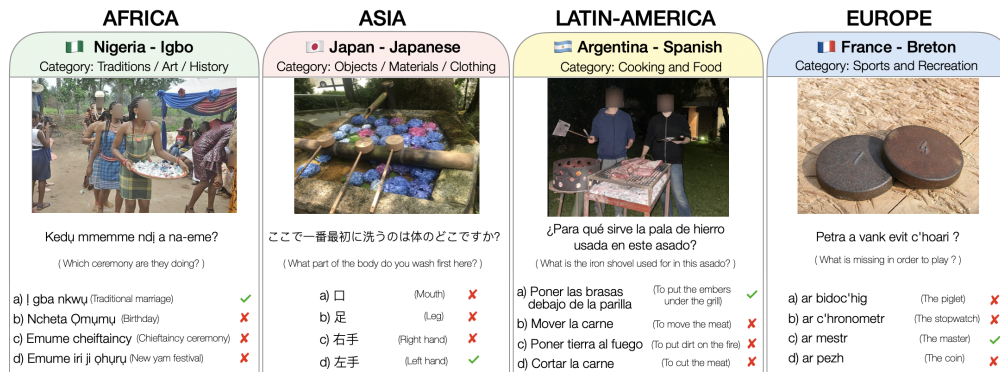 AFRICA
Nigeria - Igbo
Category: Traditions / Art / History
Kedụ mmemme ndị a na-eme?
( Which ceremony are they doing? )
a) Ị gba nkwụ (Traditional marriage) ✓
b) Ncheta Ọmụmụ (Birthday) ✘
c) Emume cheiftaincy (Chieftaincy ceremony) ✘
d) Emume iri ji ọhụrụ (New yam festival) ✘
ASIA
Japan - Japanese
Category: Objects / Materials / Clothing
ここで一番最初に洗うのは体のどこですか?
( What part of the body do you wash first here? )
a) 口 (Mouth) ✘
b) 足 (Leg) ✘
c) 右手 (Right hand) ✘
d) 左手 (Left hand) ✓
LATIN-AMERICA
Argentina - Spanish
Category: Cooking and Food
¿Para qué sirve la pala de hierro
usada en este asado?
( What is the iron shovel used for in this asado? )
a) Poner las brasas (To put the embers
debajo de la parilla under the grill) ✓
b) Mover la carne (To move the meat) ✘
c) Poner tierra al fuego (To put dirt on the fire) ✘
d) Cortar la carne (To cut the meat) ✘
EUROPE
France - Breton
Category: Sports and Recreation
Petra a vank evit c'hoari ?
( What is missing in order to play ? )
a) ar bidoc'hig (The piglet) ✘
b) ar c'hronometr (The stopwatch) ✘
c) ar mestr (The master) ✓
d) ar pezh (The coin) ✘